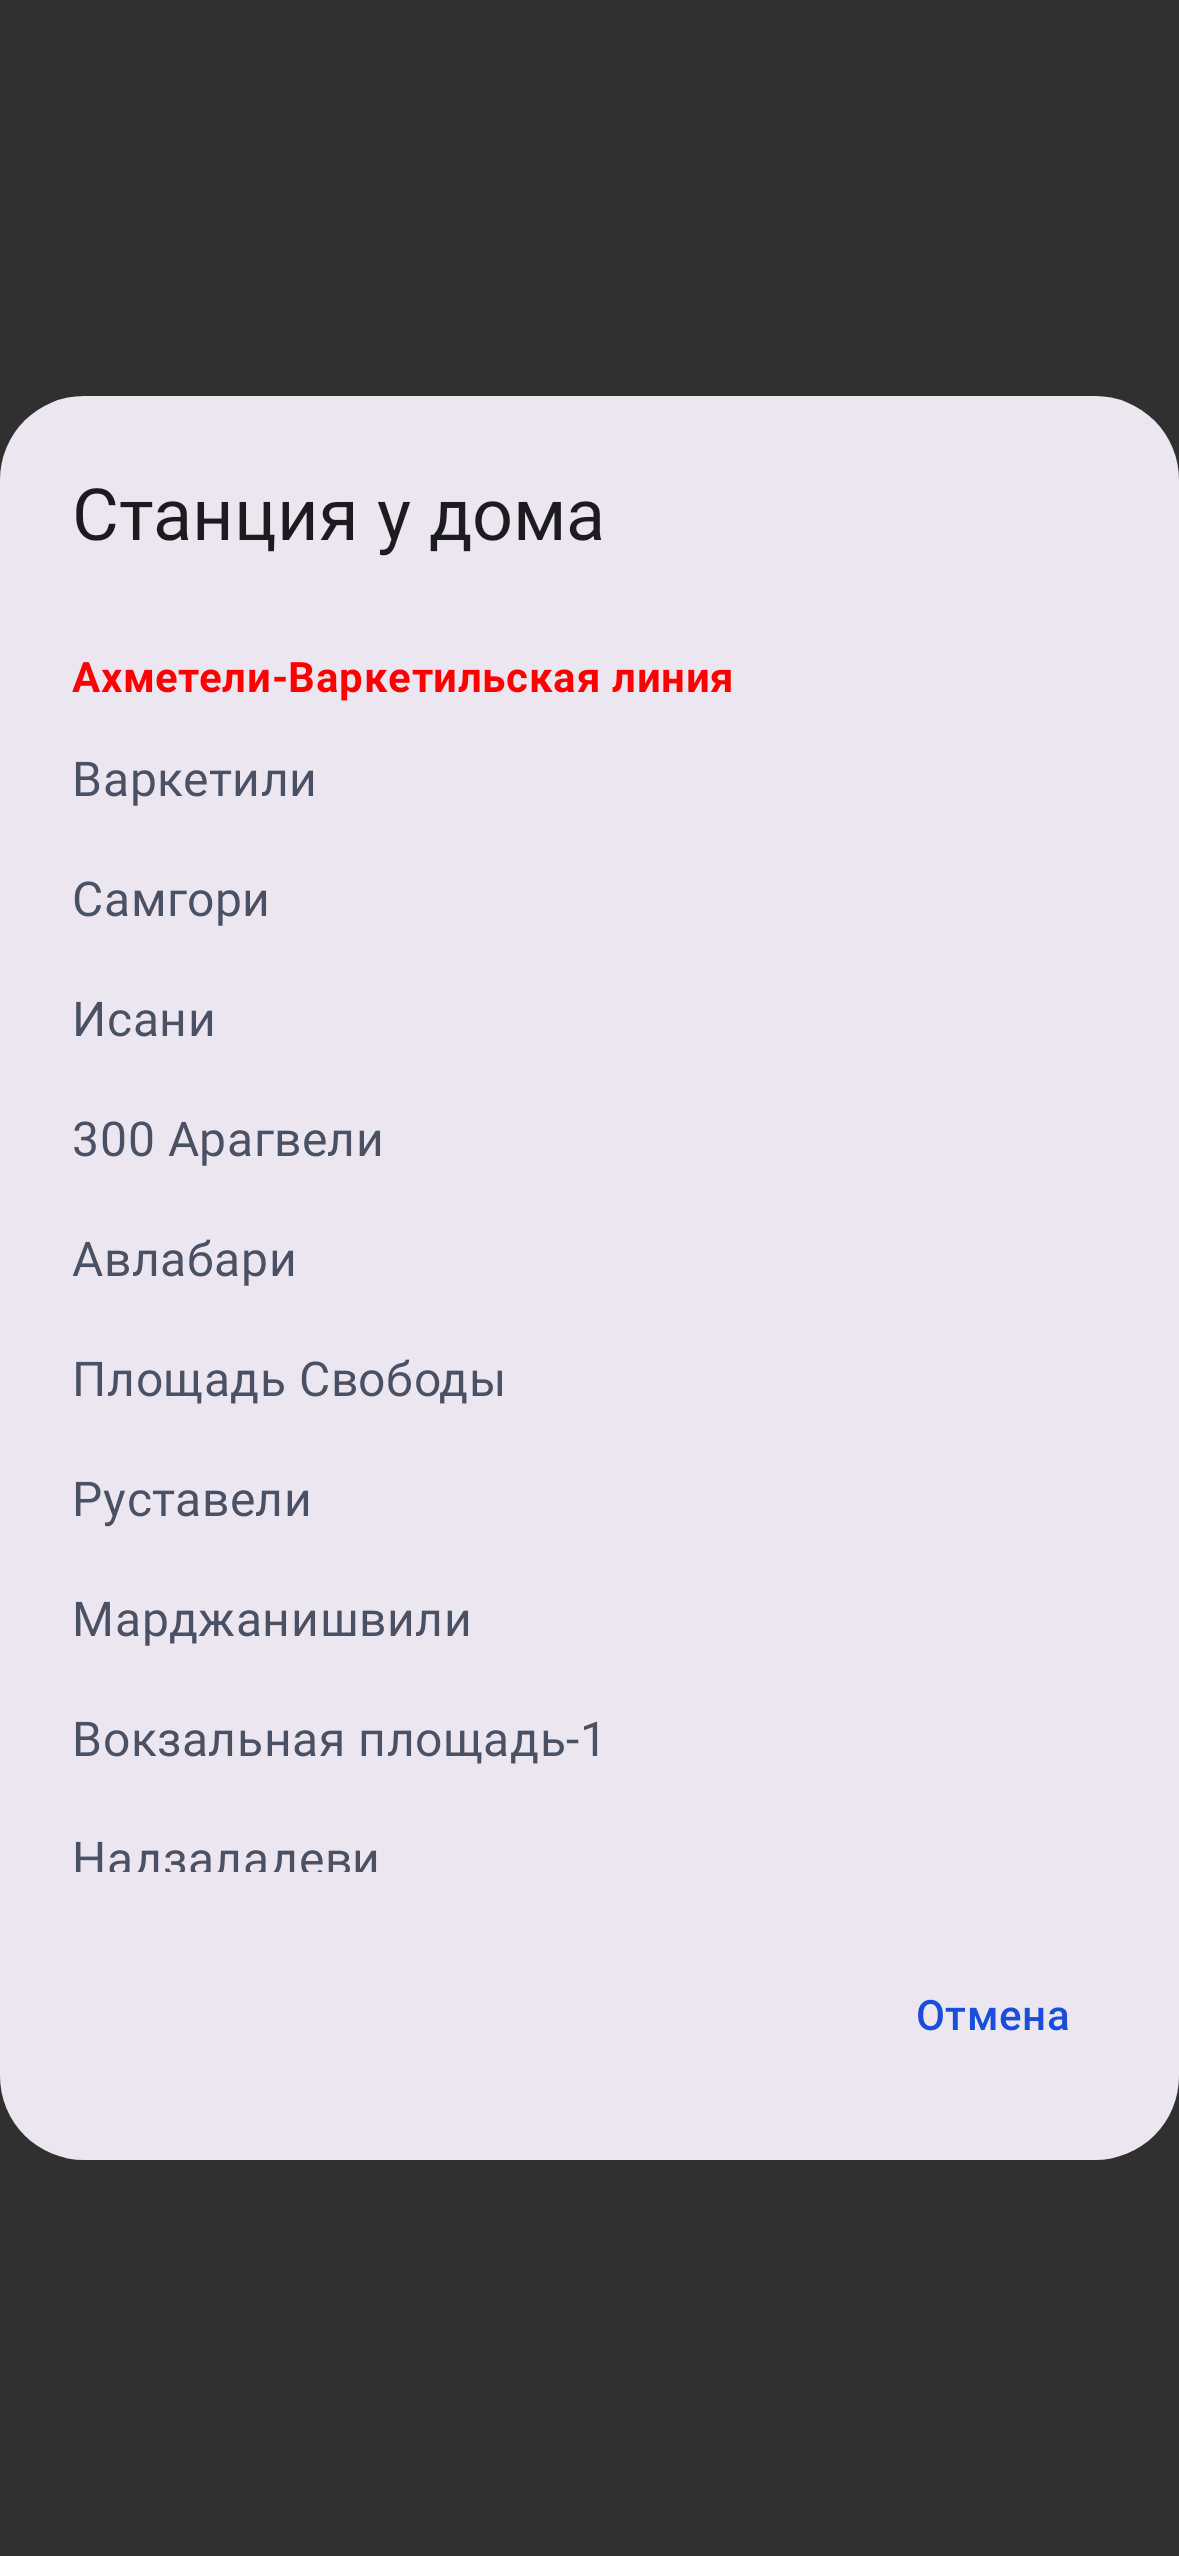 Станция у дома
Ахметели-Варкетильская линия
Варкетили
Самгори
Исани
300 Арагвели
Авлабари
Площадь Свободы
Руставели
Марджанишвили
Вокзальная площадь-1
Надзаладеви
Отмена